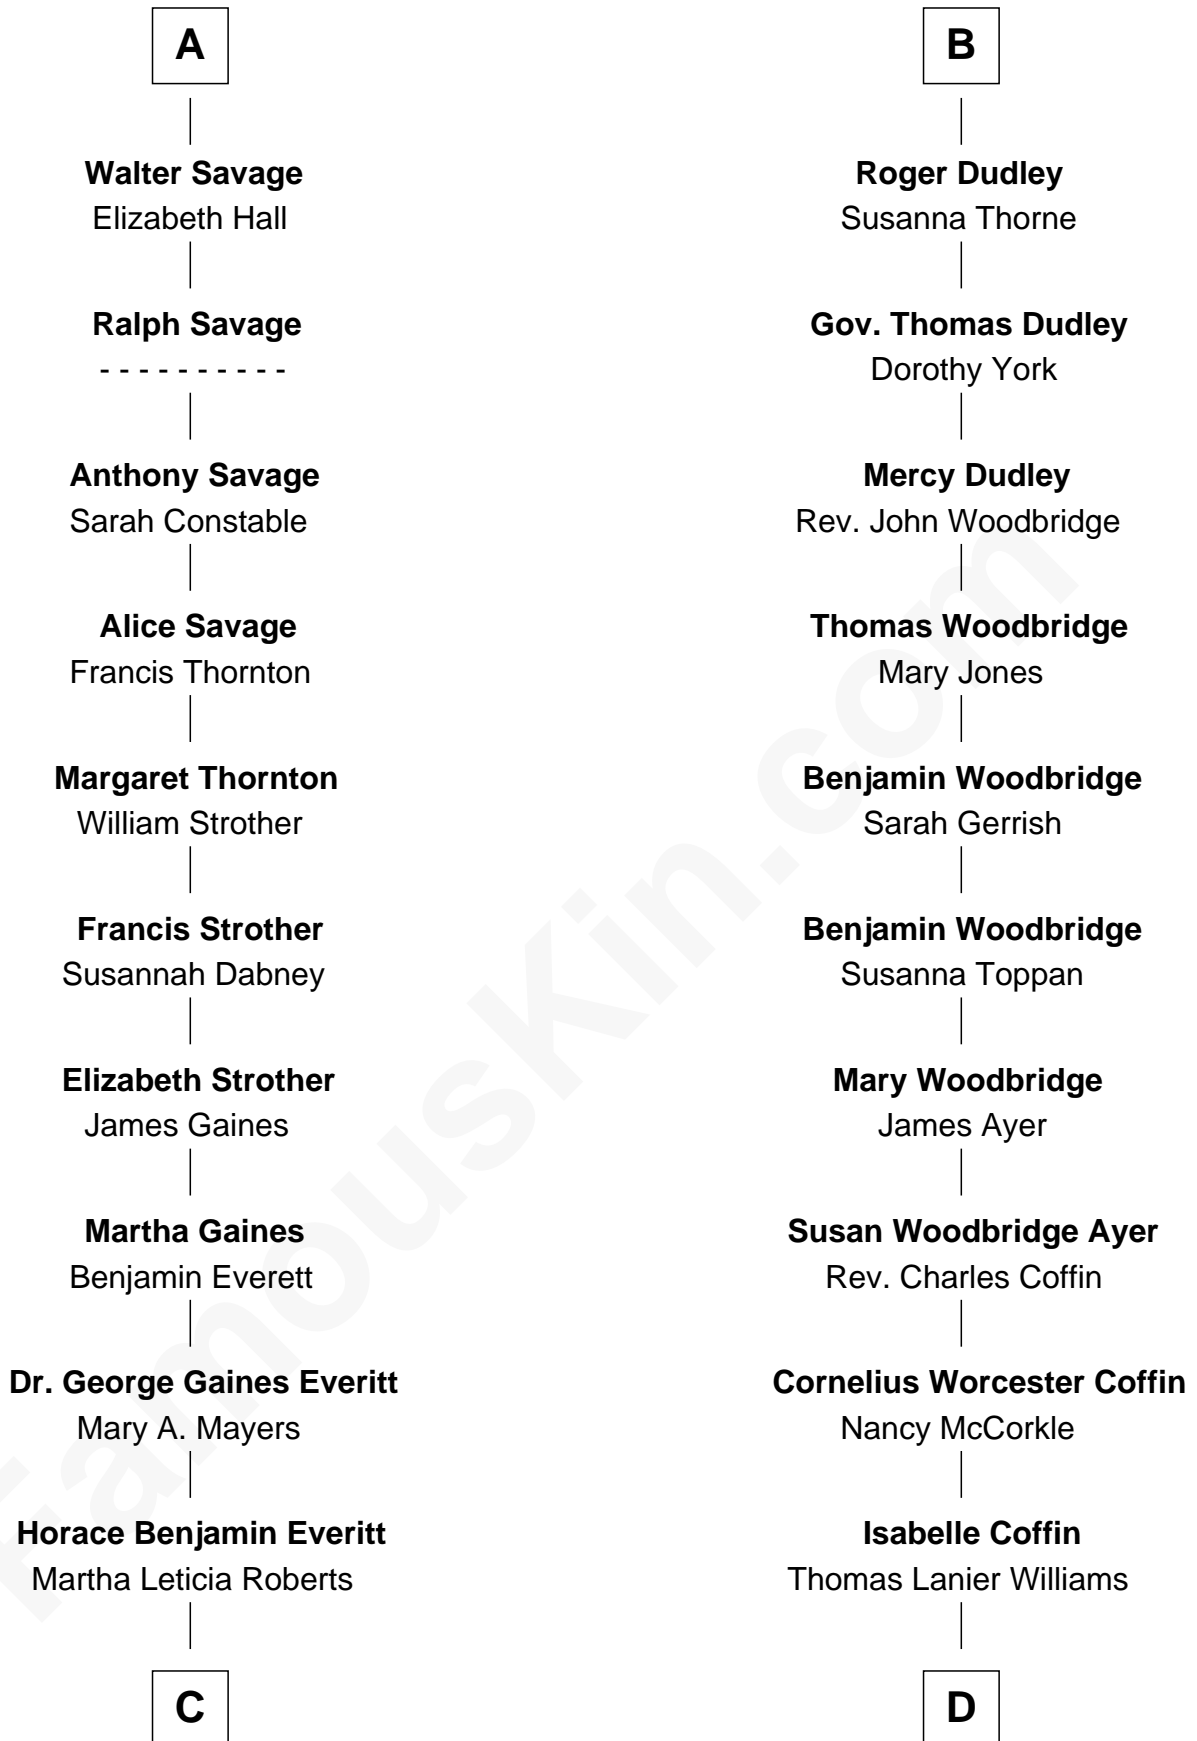 A
Walter Savage
Elizabeth Hall
Ralph Savage
- - - - - - - - - -
Anthony Savage
Sarah Constable
Alice Savage
Francis Thornton
Margaret Thornton
William Strother
Francis Strother
Susannah Dabney
Elizabeth Strother
James Gaines
Martha Gaines
Benjamin Everett
Dr. George Gaines Everitt
Mary A. Mayers
Horace Benjamin Everitt
Martha Leticia Roberts
C
B
Roger Dudley
Susanna Thorne
Gov. Thomas Dudley
Dorothy York
Mercy Dudley
Rev. John Woodbridge
Thomas Woodbridge
Mary Jones
Benjamin Woodbridge
Sarah Gerrish
Benjamin Woodbridge
Susanna Toppan
Mary Woodbridge
James Ayer
Susan Woodbridge Ayer
Rev. Charles Coffin
Cornelius Worcester Coffin
Nancy McCorkle
Isabelle Coffin
Thomas Lanier Williams
D
FamousKin.com